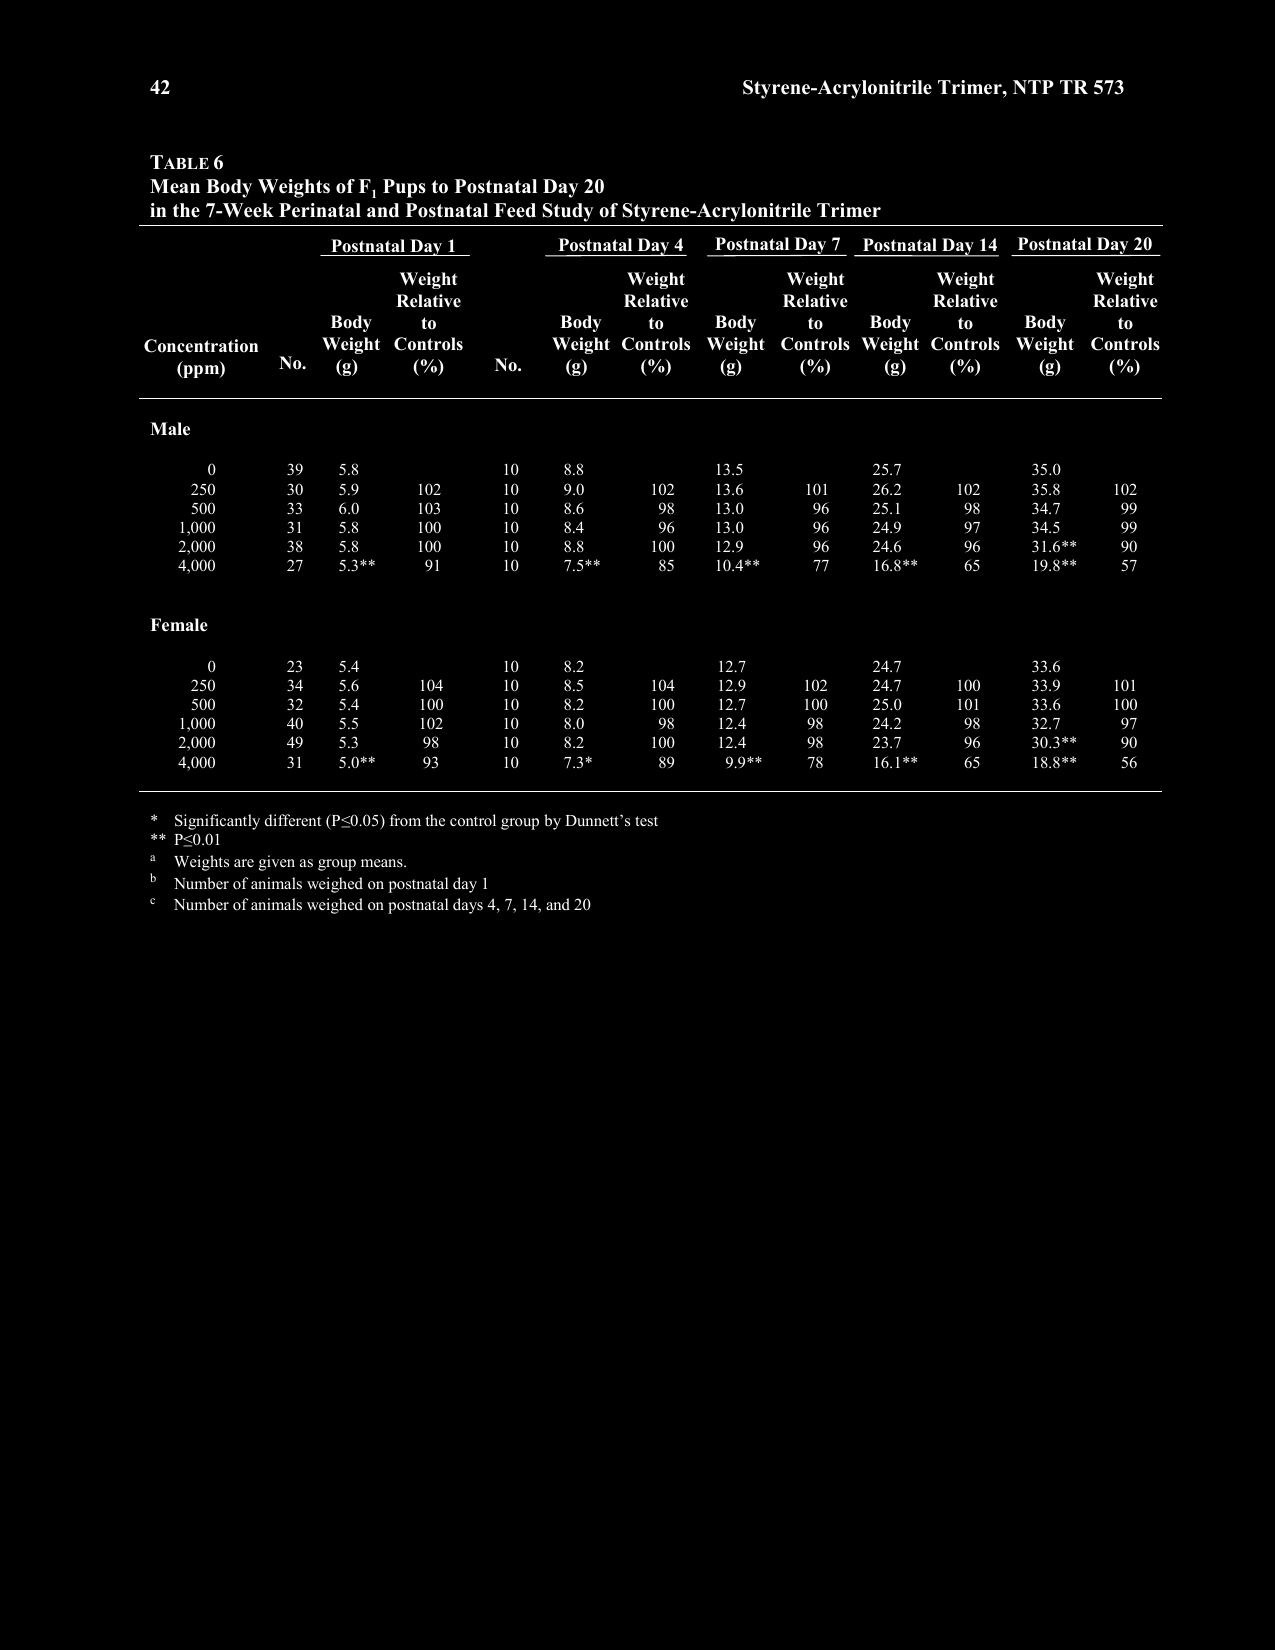 42 Styrene-Acrylonitrile Trimer, NTP TR 573
TABLE 6
Mean Body Weights of F1 Pups to Postnatal Day 20
in the 7-Week Perinatal and Postnatal Feed Study of Styrene-Acrylonitrile Trimer
Postnatal Day 1 Postnatal Day 4 Postnatal Day 7 Postnatal Day 14 Postnatal Day 20
Weight Weight Weight Weight Weight
Relative Relative Relative Relative Relative
Body to Body to Body to Body to Body to
Concentration Weight Controls Weight Controls Weight Controls Weight Controls Weight Controls
(ppm) No. (g) (%) No. (g) (%) (g) (%) (g) (%) (g) (%)
Male
0 39 5.8 10 8.8 13.5 25.7 35.0
250 30 5.9 102 10 9.0 102 13.6 101 26.2 102 35.8 102
500 33 6.0 103 10 8.6 98 13.0 96 25.1 98 34.7 99
1,000 31 5.8 100 10 8.4 96 13.0 96 24.9 97 34.5 99
2,000 38 5.8 100 10 8.8 100 12.9 96 24.6 96 31.6** 90
4,000 27 5.3** 91 10 7.5** 85 10.4** 77 16.8** 65 19.8** 57
Female
0 23 5.4 10 8.2 12.7 24.7 33.6
250 34 5.6 104 10 8.5 104 12.9 102 24.7 100 33.9 101
500 32 5.4 100 10 8.2 100 12.7 100 25.0 101 33.6 100
1,000 40 5.5 102 10 8.0 98 12.4 98 24.2 98 32.7 97
2,000 49 5.3 98 10 8.2 100 12.4 98 23.7 96 30.3** 90
4,000 31 5.0** 93 10 7.3* 89 9.9** 78 16.1** 65 18.8** 56
* Significantly different (P≤0.05) from the control group by Dunnett’s test
** P≤0.01
a Weights are given as group means.
b Number of animals weighed on postnatal day 1
c Number of animals weighed on postnatal days 4, 7, 14, and 20